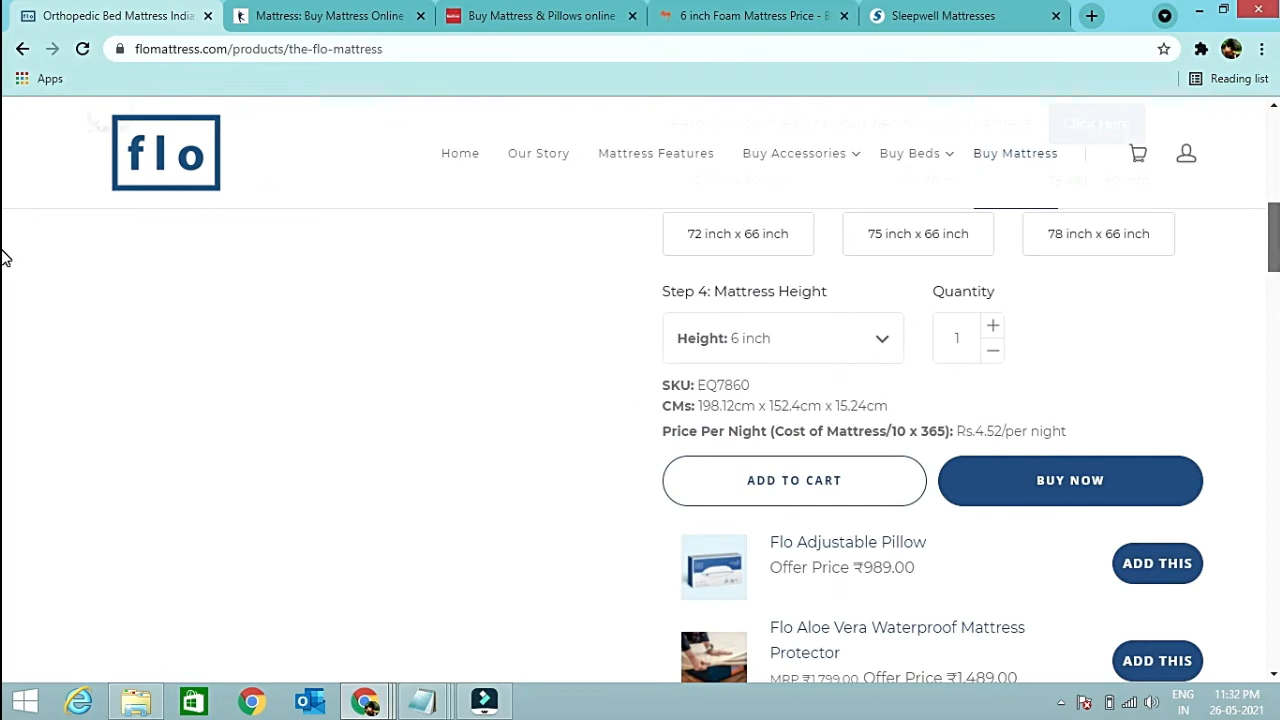 Orthopedic Bed Mattress Indi
Mattress: Buy Mattress Online
Buy Mattress & Pillows online
6 inch Foam Mattress Price - B
Sleepwell Mattresses
flomattress.com/products/the-flo-mattress
Apps
Reading list
Click Here
flo
Home
Our Story
Mattress Features
Buy Accessories
Buy Beds
Buy Mattress
72 inch x 66 inch
75 inch x 66 inch
78 inch x 66 inch
Step 4: Mattress Height
Quantity
Height: 6 inch
1
SKU: EQ7860
CMs: 198.12cm x 152.4cm x 15.24cm
Price Per Night (Cost of Mattress/10 x 365): Rs.4.52/per night
ADD TO CART
BUY NOW
Flo Adjustable Pillow
Offer Price ₹989.00
ADD THIS
Flo Aloe Vera Waterproof Mattress
Protector
MRP ₹1,799.00 Offer Price ₹1,489.00
ADD THIS
ENG
IN
11:32 PM
26-05-2021